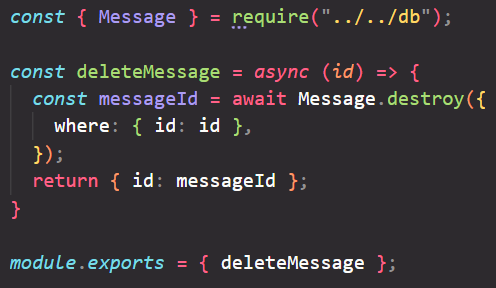 const { Message } = require("../../db");
const deleteMessage = async (id) => {
const messageId = await Message.destroy({
where: { id: id },
});
return { id: messageId };
}
module.exports = { deleteMessage };